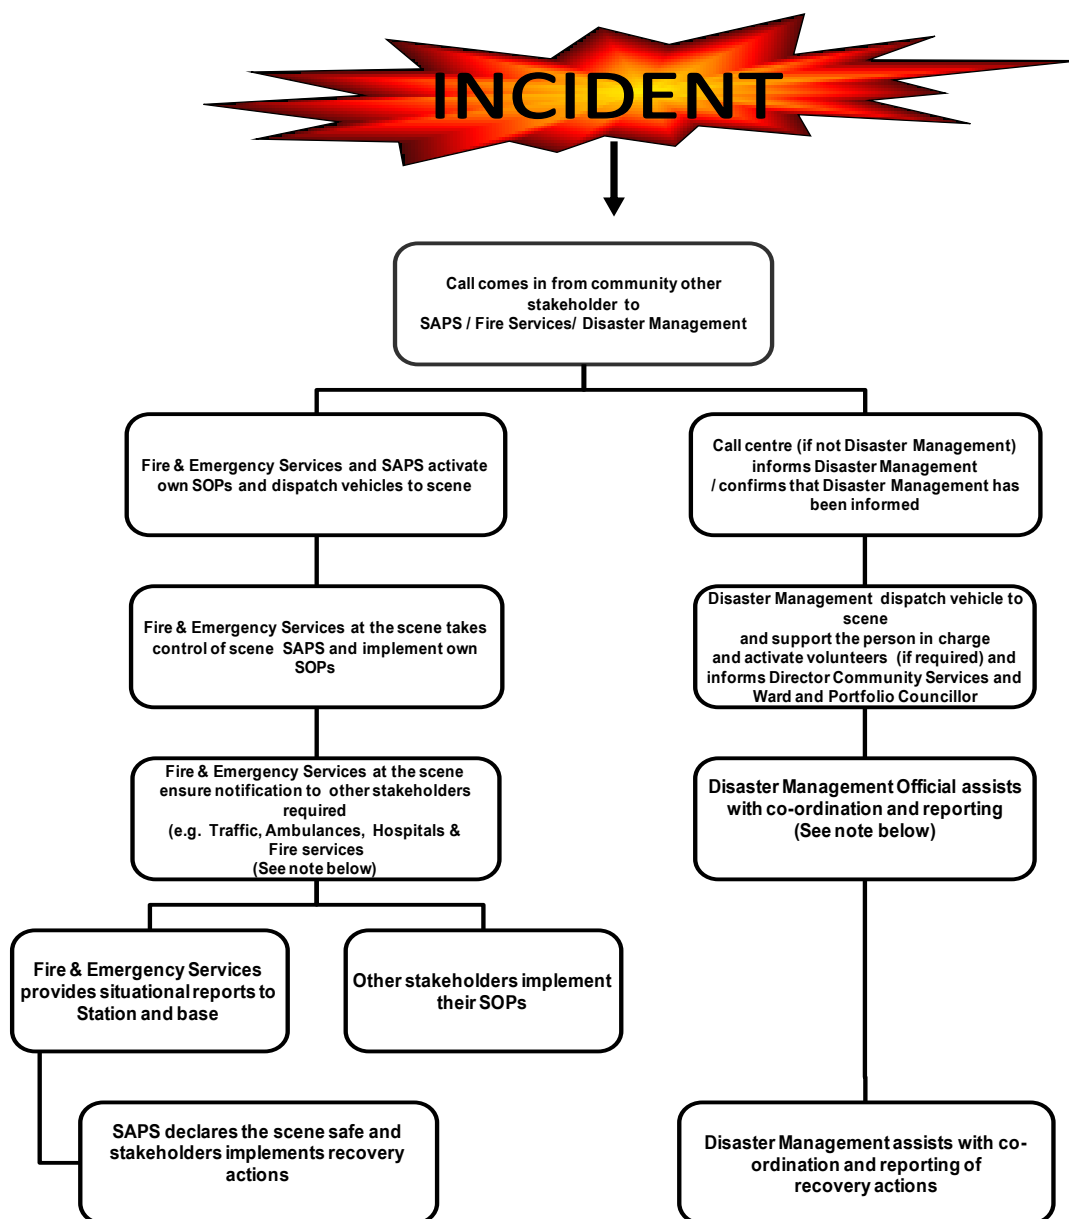 INCIDENT
Call comes in from community other
stakeholder to
SAPS / Fire Services/ Disaster Management
Fire & Emergency Services and SAPS activate
own SOPs and dispatch vehicles to scene
Call centre (if not Disaster Management)
informs Disaster Management
/ confirms that Disaster Management has
been informed
Fire & Emergency Services at the scene takes
control of scene SAPS and implement own
SOPs
Disaster Management dispatch vehicle to
scene
and support the person in charge
and activate volunteers (if required) and
informs Director Community Services and
Ward and Portfolio Councillor
Fire & Emergency Services at the scene
ensure notification to other stakeholders
required
(e.g. Traffic, Ambulances, Hospitals &
Fire services
(See note below)
Disaster Management Official assists
with co-ordination and reporting
(See note below)
Fire & Emergency Services
provides situational reports to
Station and base
Other stakeholders implement
their SOPs
SAPS declares the scene safe and
stakeholders implements recovery
actions
Disaster Management assists with co-
ordination and reporting of
recovery actions